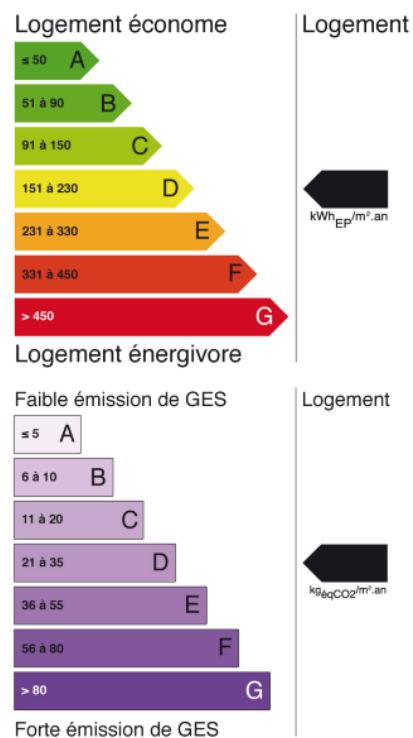 Logement économe
Logement
≤ 50 A
51 à 90 B
91 à 150 C
151 à 230 D
kWhEP/m².an
231 à 330 E
331 à 450 F
> 450 G
Logement énergivore
Faible émission de GES
Logement
≤ 5 A
6 à 10 B
11 à 20 C
21 à 35 D
kgéqCO2/m².an
36 à 55 E
56 à 80 F
> 80 G
Forte émission de GES